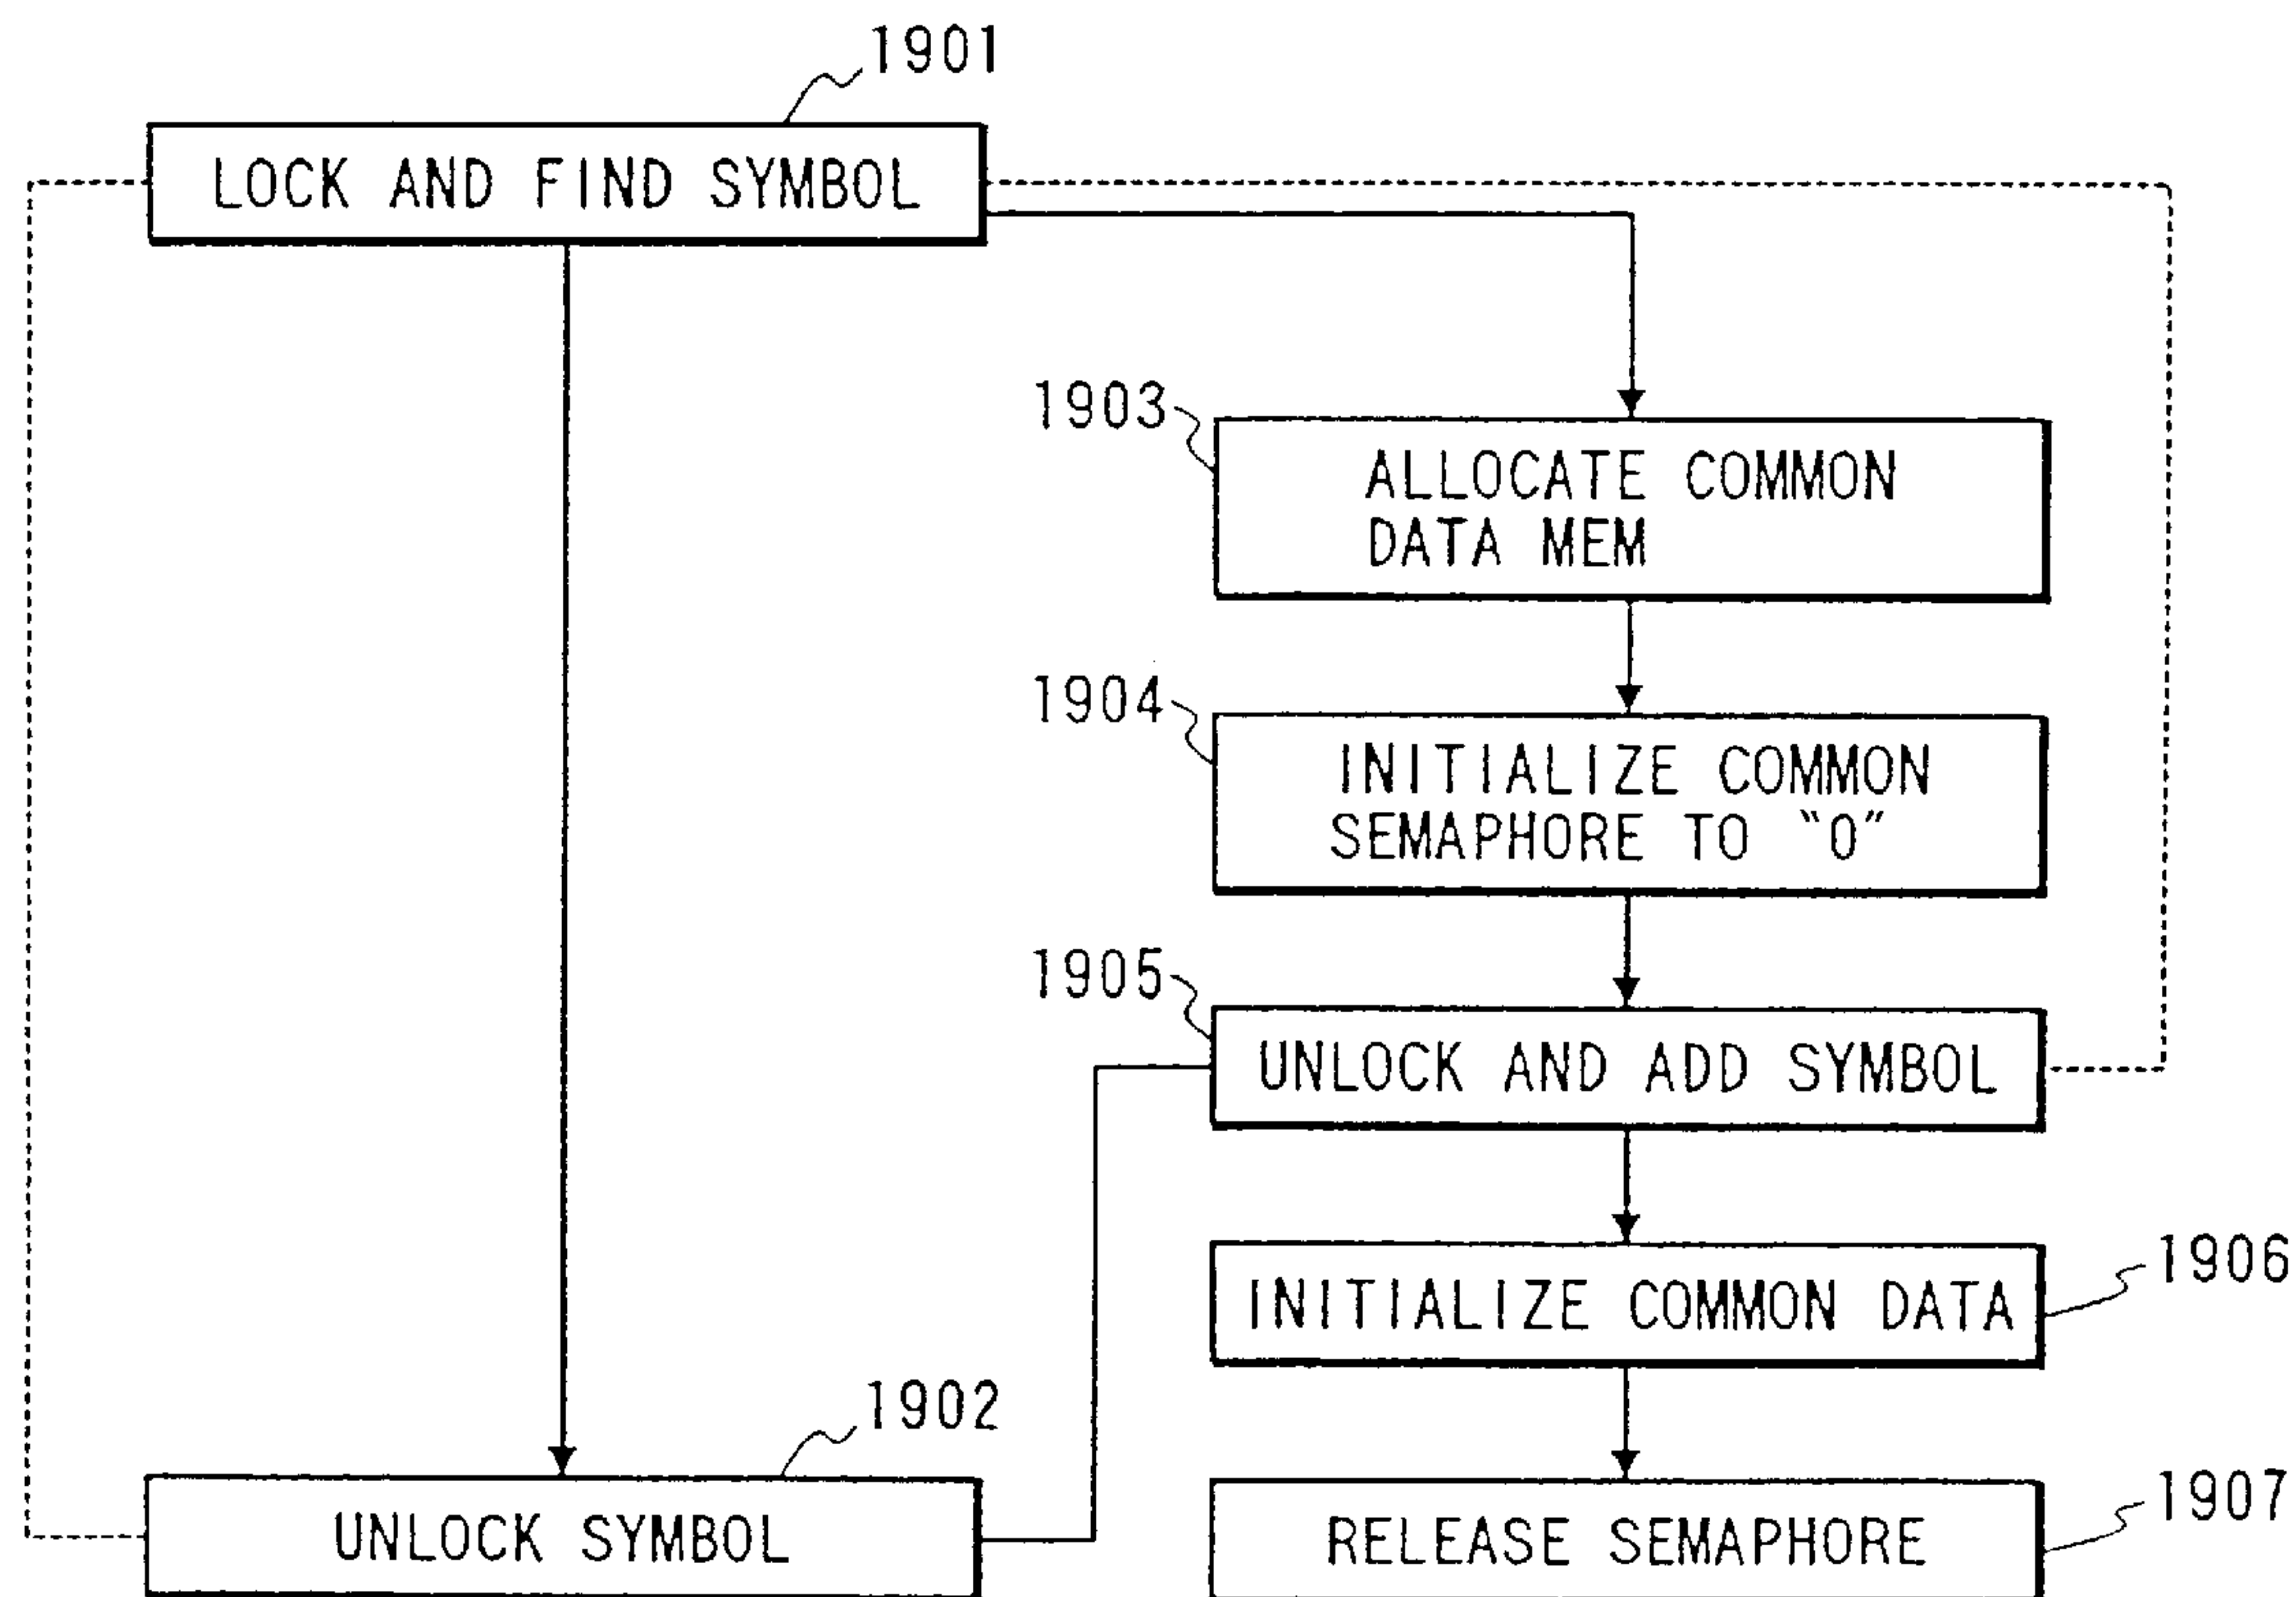 1901
LOCK AND FIND SYMBOL
1903
ALLOCATE COMMON
DATA MEM
1904
INITIALIZE COMMON
SEMAPHORE TO "0"
1905
UNLOCK AND ADD SYMBOL
1906
INITIALIZE COMMON DATA
1902
UNLOCK SYMBOL
1907
RELEASE SEMAPHORE